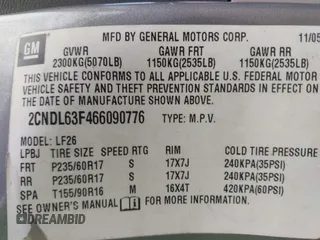 GM
MFD BY GENERAL MOTORS CORP. 11/05
GVWR GAWR FRT GAWR RR
2300KG(5070LB) 1150KG(2535LB) 1150KG(2535LB)
THIS VEHICLE CONFORMS TO ALL APPLICABLE U.S. FEDERAL MOTOR
VEHICLE SAFETY AND THEFT STANDARDS IN EFFECT ON
THE DATE OF MANUFACTURE SHOWN ABOVE.
2CNDL63F466090776 TYPE: M.P.V.
MODEL: LF26
LPBJ TIRE SIZE SPEED RTG RIM COLD TIRE PRESSURE
FRT P235/60R17 S 17X7J 240KPA(35PSI)
RR P235/60R17 S 17X7J 240KPA(35PSI)
SPA T155/90R16 M 16X4T 420KPA(60PSI)
SEE OWNER'S MANUAL FOR ADDITIONAL INFORMATION
RIDESAFELY AUTOBIDMASTER